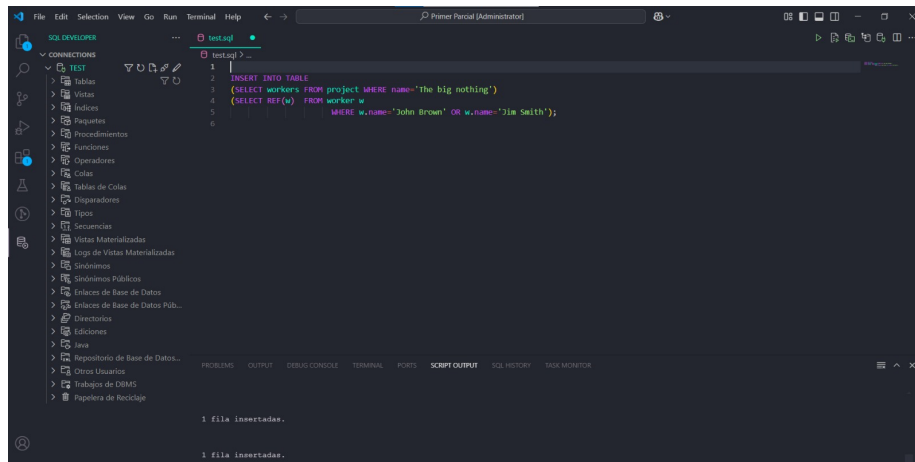 File Edit Selection View Go Run Terminal Help
Primer Parcial [Administrator]
SQL DEVELOPER
test.sql
CONNECTIONS
test.sql > ...
TEST
Tablas
Vistas
Índices
Paquetes
Procedimientos
Funciones
Operadores
Colas
Tablas de Colas
Disparadores
Tipos
Secuencias
Vistas Materializadas
Logs de Vistas Materializadas
Sinónimos
Sinónimos Públicos
Enlaces de Base de Datos
Enlaces de Base de Datos Púb...
Directorios
Ediciones
Java
Repositorio de Base de Datos...
Otros Usuarios
Trabajos de DBMS
Papelera de Reciclaje
1
2 INSERT INTO TABLE
3 (SELECT workers FROM project WHERE name='The big nothing')
4 (SELECT REF(w) FROM worker w
5 WHERE w.name='John Brown' OR w.name='Jim Smith');
6
PROBLEMS OUTPUT DEBUG CONSOLE TERMINAL PORTS SCRIPT OUTPUT SQL HISTORY TASK MONITOR
1 fila insertadas.
1 fila insertadas.